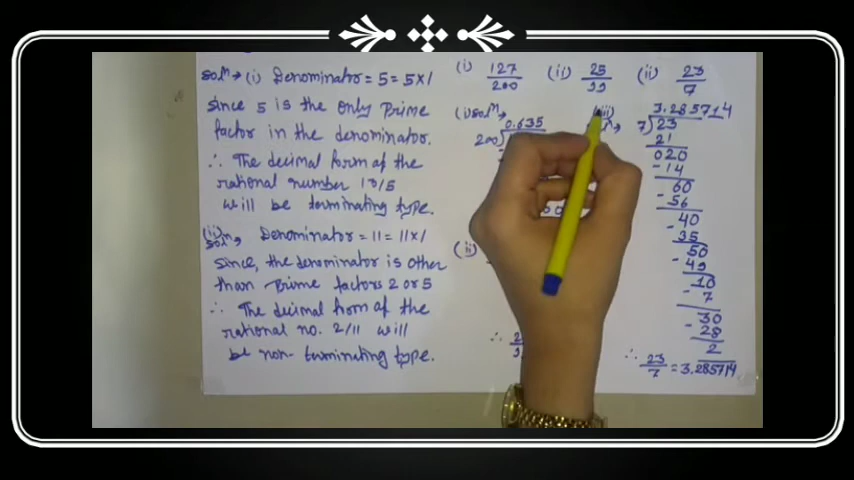 solⁿ→ (i) Denominator = 5 = 5×1
since 5 is the only prime
factor in the denominator.
∴ The decimal form of the
rational number 13/5
will be terminating type.
(ii)
solⁿ→ Denominator = 11 = 11×1
since, the denominator is other
than prime factors 2 or 5
∴ The decimal from of the
rational no. 2/11 will
be non-terminating type.
(i) 127/200 (ii) 25/99 (ii) 23/7
(i) solⁿ→
0.635
200)
(ii)
∴
(iii)
3.285714
7)23
21
020
-14
60
-56
40
-35
50
-49
10
-7
30
-28
2
∴ 23/7 = 3.285714